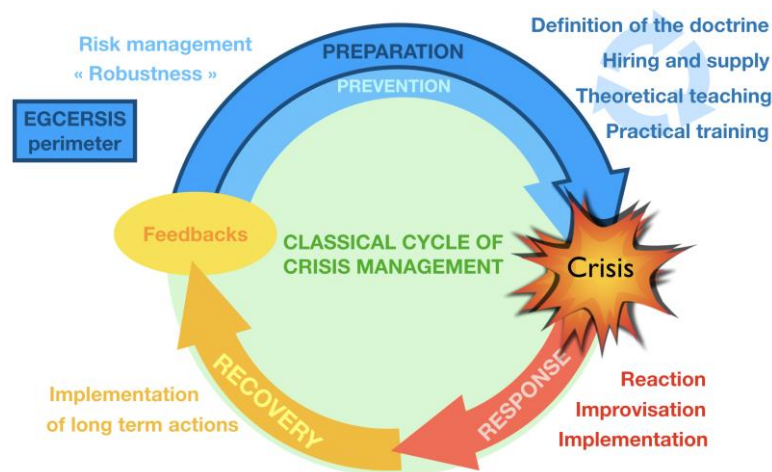 Risk management
« Robustness »
EGCERSIS
perimeter
PREPARATION
PREVENTION
Definition of the doctrine
Hiring and supply
Theoretical teaching
Practical training
Feedbacks
CLASSICAL CYCLE OF
CRISIS MANAGEMENT
Crisis
RECOVERY
RESPONSE
Implementation
of long term actions
Reaction
Improvisation
Implementation